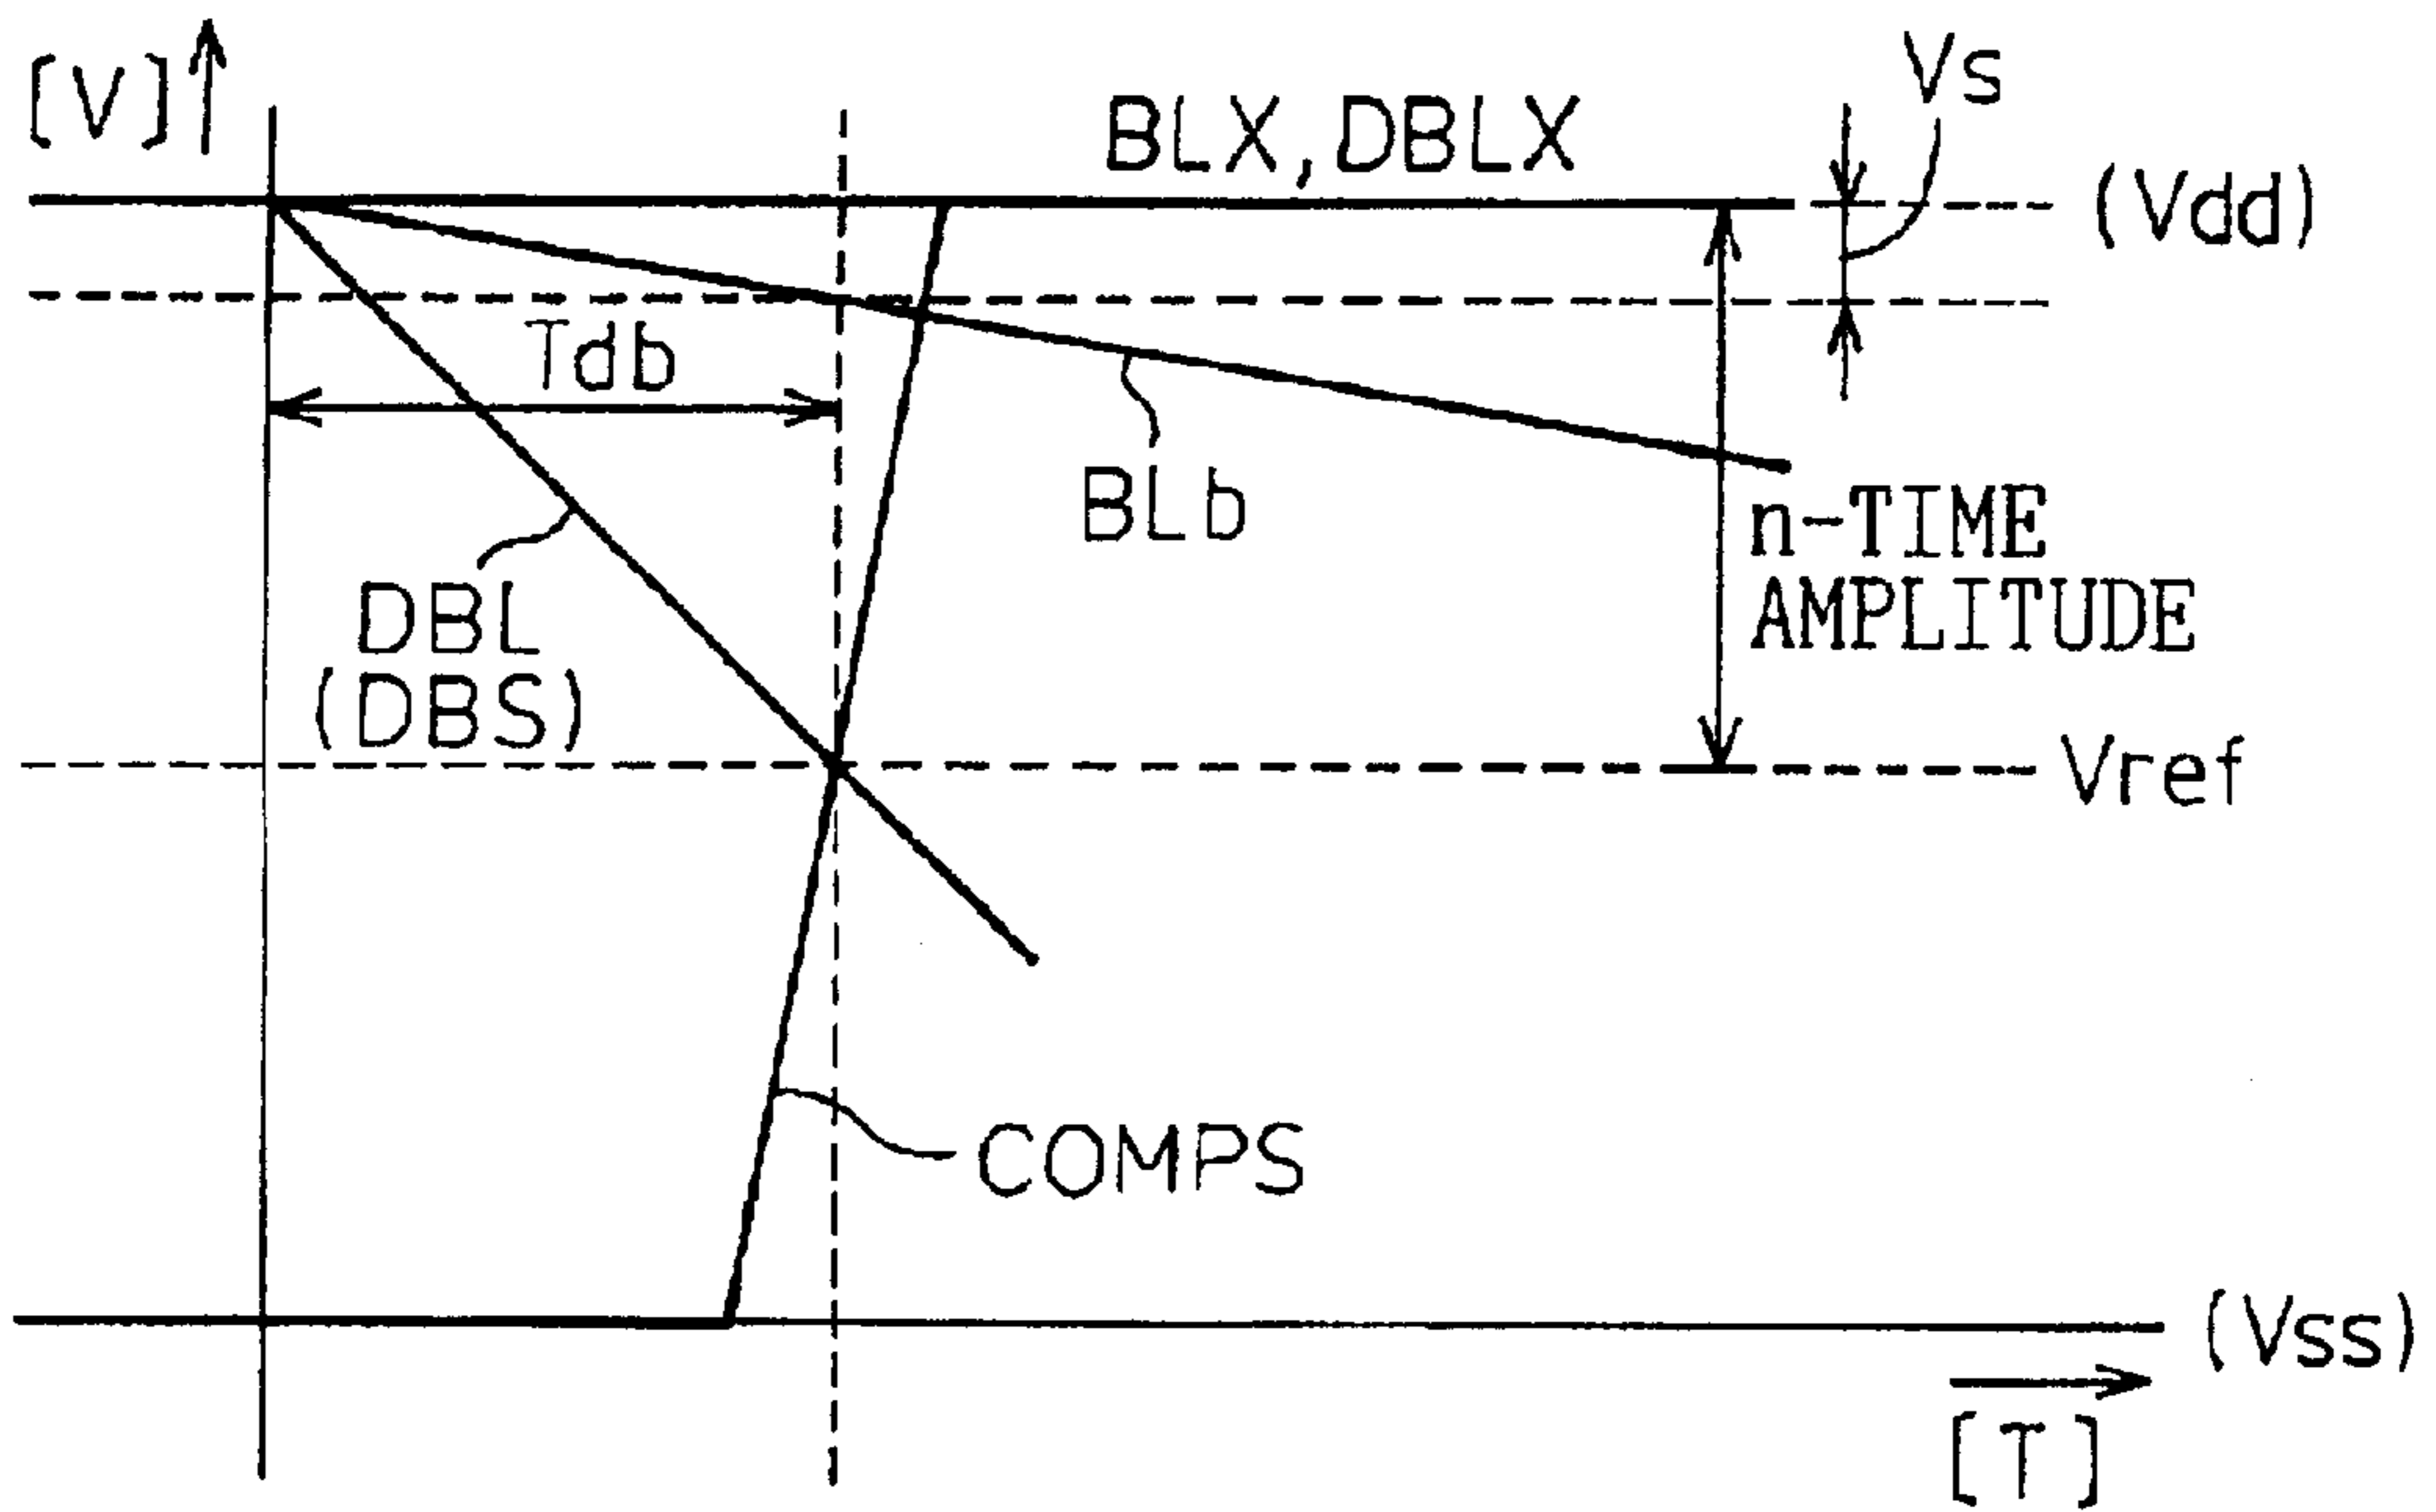 [V]
Vs
BLX,DBLX
(Vdd)
Tdb
BLb
n-TIME
AMPLITUDE
DBL
(DBS)
Vref
COMPS
(Vss)
[T]